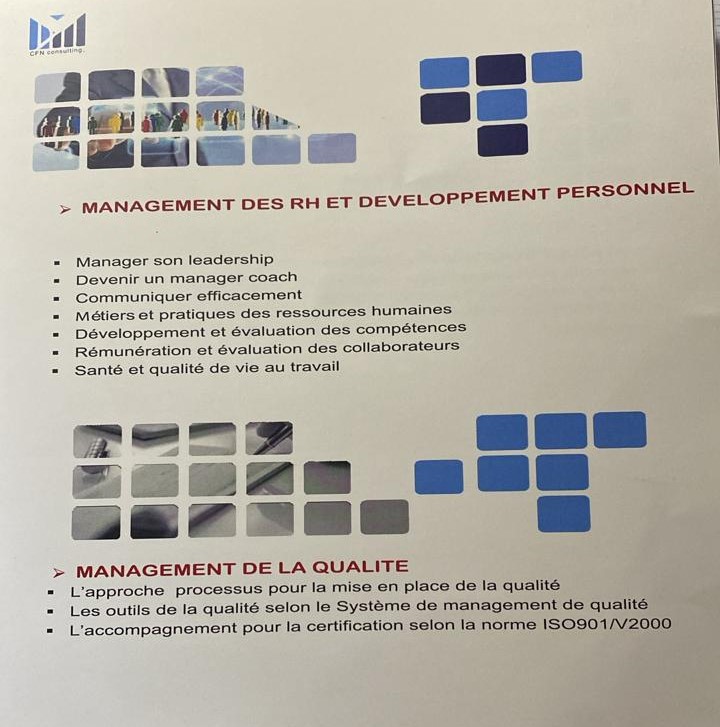 CFN consulting.
➢ MANAGEMENT DES RH ET DEVELOPPEMENT PERSONNEL
▪ Manager son leadership
▪ Devenir un manager coach
▪ Communiquer efficacement
▪ Métiers et pratiques des ressources humaines
▪ Développement et évaluation des compétences
▪ Rémunération et évaluation des collaborateurs
▪ Santé et qualité de vie au travail
➢ MANAGEMENT DE LA QUALITE
▪ L'approche processus pour la mise en place de la qualité
▪ Les outils de la qualité selon le Système de management de qualité
▪ L'accompagnement pour la certification selon la norme ISO901/V2000